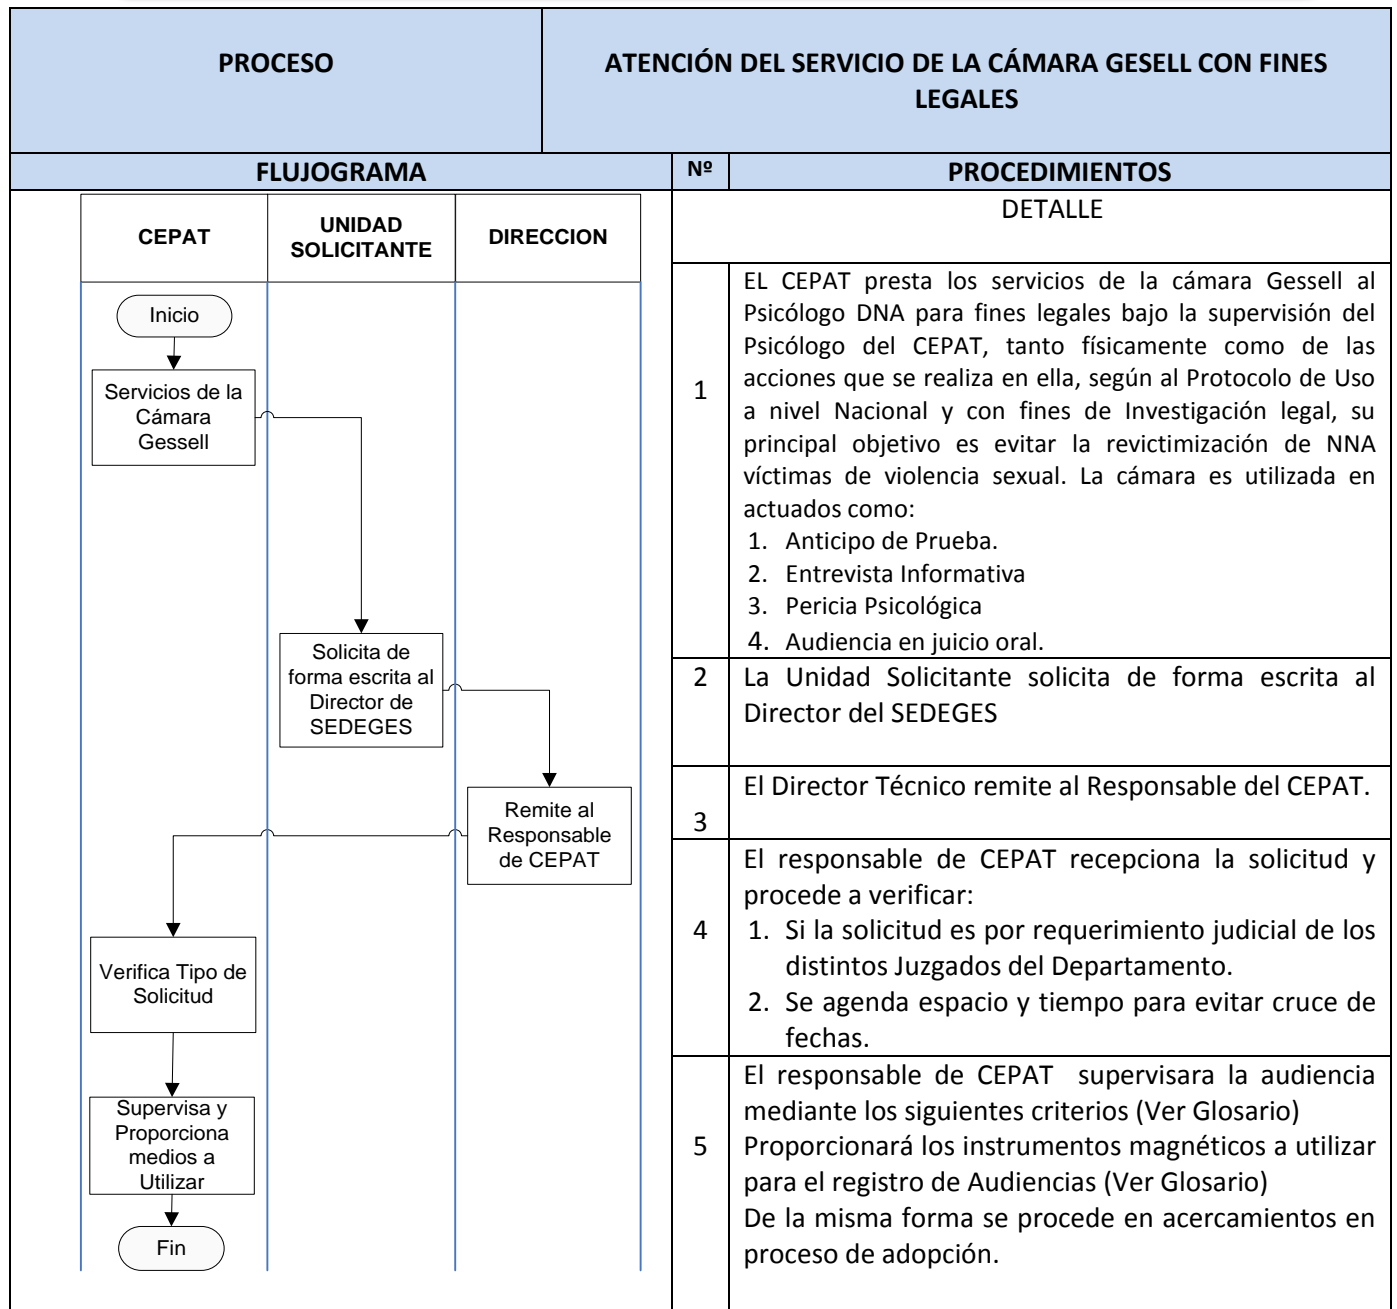 PROCESO
ATENCIÓN DEL SERVICIO DE LA CÁMARA GESELL CON FINES
LEGALES
FLUJOGRAMA
Nº
PROCEDIMIENTOS
CEPAT
UNIDAD
SOLICITANTE
DIRECCION
Inicio
Servicios de la
Cámara
Gessell
Solicita de
forma escrita al
Director de
SEDEGES
Remite al
Responsable
de CEPAT
Verifica Tipo de
Solicitud
Supervisa y
Proporciona
medios a
Utilizar
Fin
DETALLE
1
EL CEPAT presta los servicios de la cámara Gessell al
Psicólogo DNA para fines legales bajo la supervisión del
Psicólogo del CEPAT, tanto físicamente como de las
acciones que se realiza en ella, según al Protocolo de Uso
a nivel Nacional y con fines de Investigación legal, su
principal objetivo es evitar la revictimización de NNA
víctimas de violencia sexual. La cámara es utilizada en
actuados como:
1. Anticipo de Prueba.
2. Entrevista Informativa
3. Pericia Psicológica
4. Audiencia en juicio oral.
2
La Unidad Solicitante solicita de forma escrita al
Director del SEDEGES
3
El Director Técnico remite al Responsable del CEPAT.
4
El responsable de CEPAT recepciona la solicitud y
procede a verificar:
1. Si la solicitud es por requerimiento judicial de los
distintos Juzgados del Departamento.
2. Se agenda espacio y tiempo para evitar cruce de
fechas.
5
El responsable de CEPAT supervisara la audiencia
mediante los siguientes criterios (Ver Glosario)
Proporcionará los instrumentos magnéticos a utilizar
para el registro de Audiencias (Ver Glosario)
De la misma forma se procede en acercamientos en
proceso de adopción.